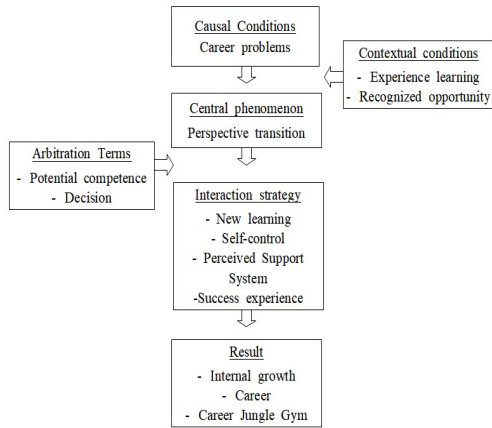 Causal Conditions
Career problems
Contextual conditions
- Experience learning
- Recognized opportunity
Central phenomenon
Perspective transition
Arbitration Terms
- Potential competence
- Decision
Interaction strategy
- New learning
- Self-control
- Perceived Support
System
-Success experience
Result
- Internal growth
- Career
- Career Jungle Gym